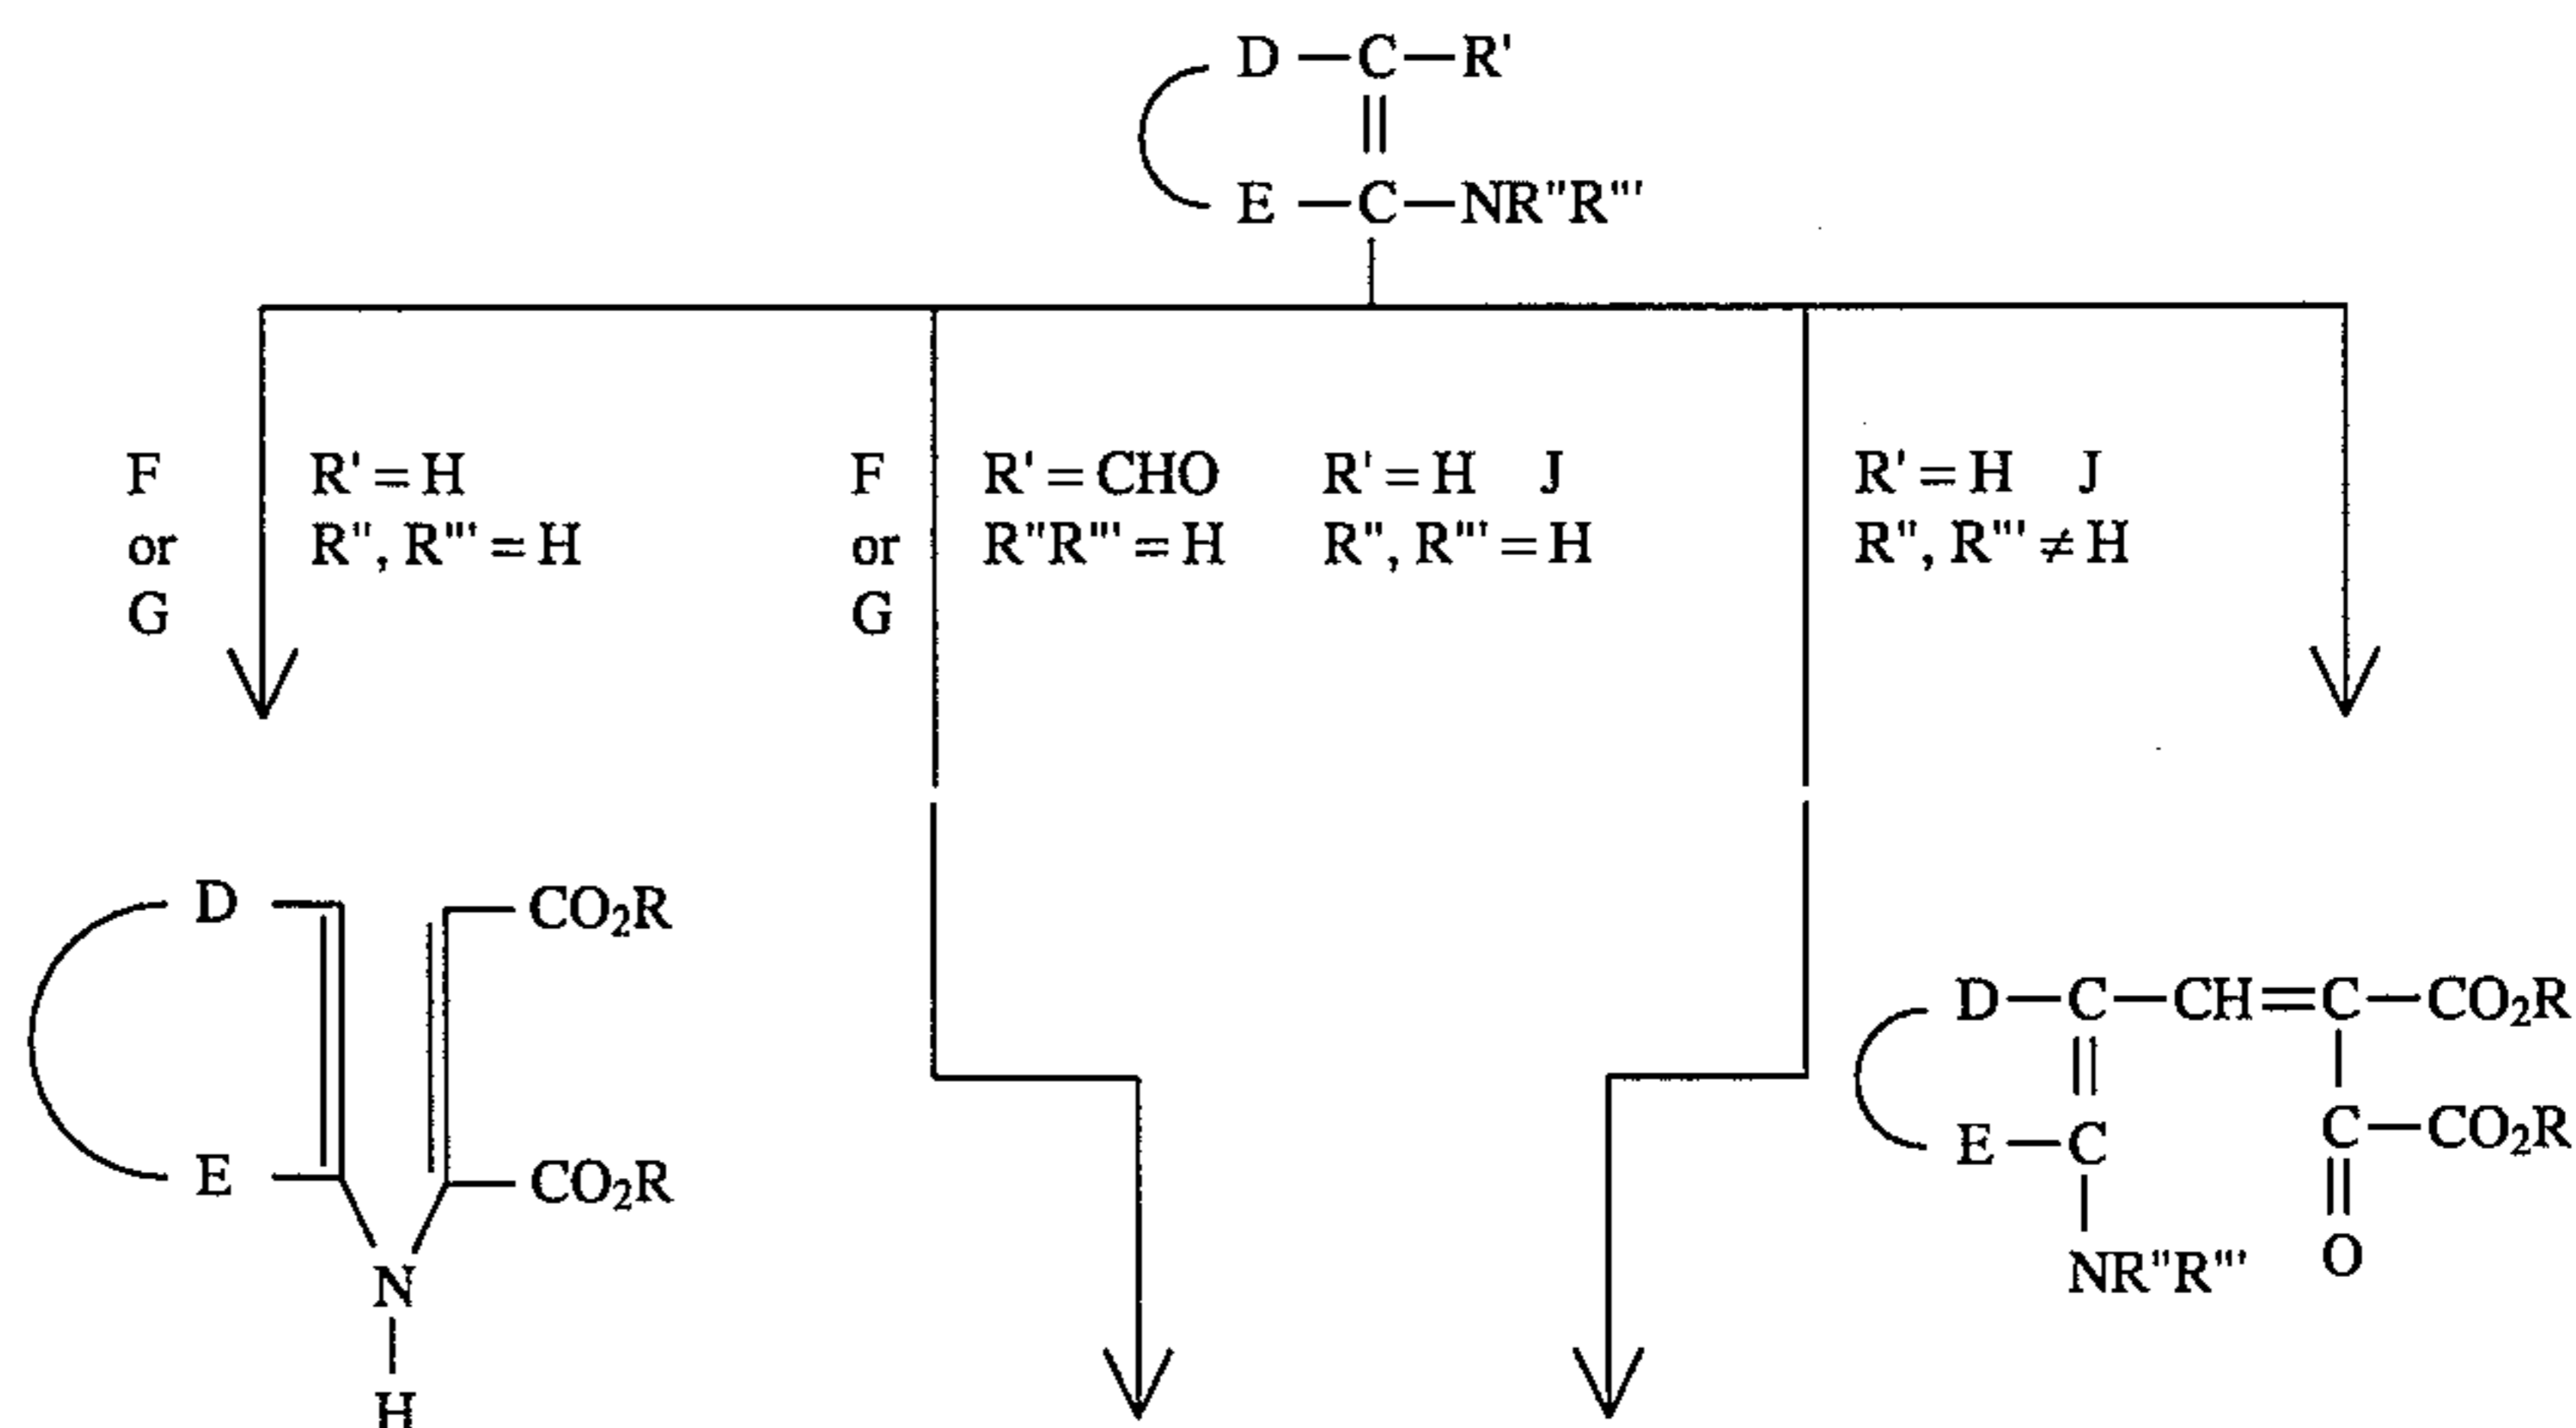 D—C—R'
E—C—NR"R"'
F R'=H F R'=CHO R'=H J R'=H J
or R", R"'=H or R"R"'=H R", R"'=H R", R"'≠H
G G
D CO2R
D—C—CH=C—CO2R
E—C C—CO2R
E CO2R
NR"R"' O
N
H